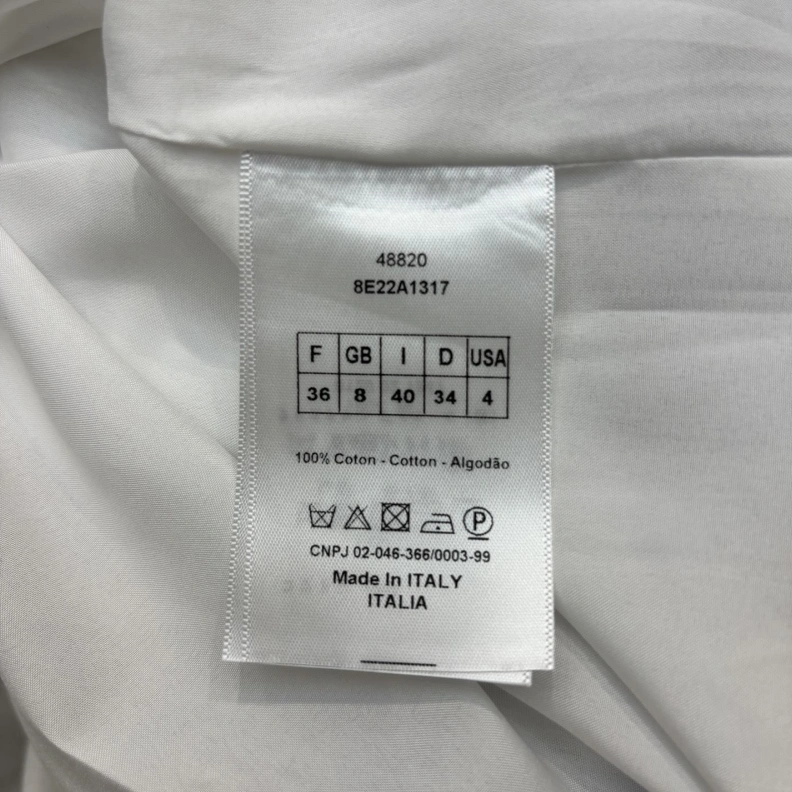 48820
8E22A1317
F GB I D USA
36 8 40 34 4
100% Coton - Cotton - Algodão
P
CNPJ 02-046-366/0003-99
Made In ITALY
ITALIA